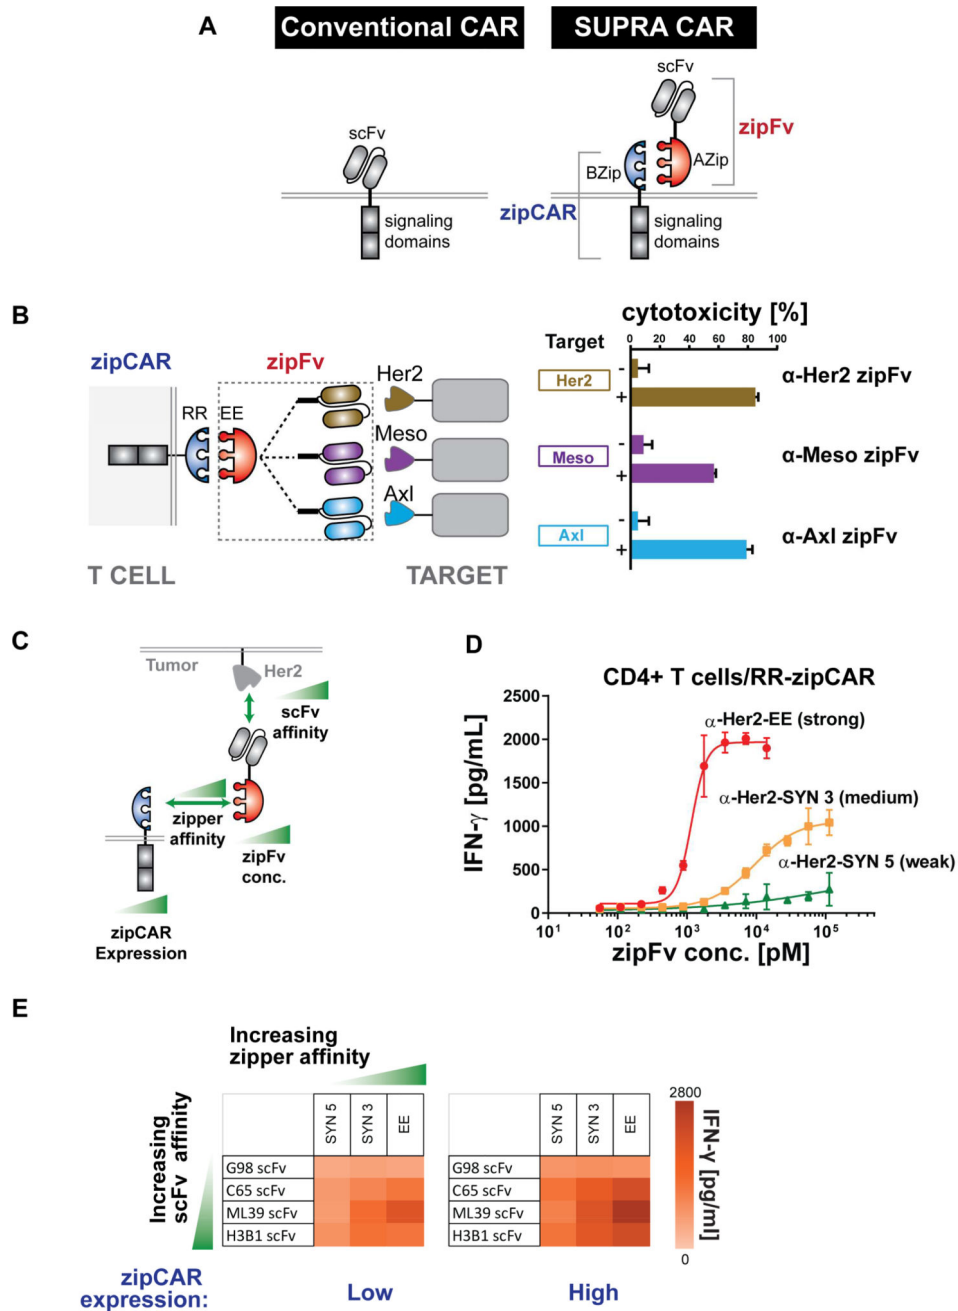 A
Conventional CAR
SUPRA CAR
scFv
scFv
zipFv
BZip
AZip
zipCAR
signaling
domains
signaling
domains
B
cytotoxicity [%]
0 20 40 60 80 100
Target
zipCAR
zipFv
RR
EE
Her2
Meso
Axl
T CELL
TARGET
Her2
-
+
α-Her2 zipFv
Meso
-
+
α-Meso zipFv
Axl
-
+
α-Axl zipFv
C
Tumor
Her2
scFv
affinity
zipper
affinity
zipFv
conc.
zipCAR
Expression
D
CD4+ T cells/RR-zipCAR
IFN-γ [pg/mL]
2500
2000
1500
1000
500
0
α-Her2-EE (strong)
α-Her2-SYN 3 (medium)
α-Her2-SYN 5 (weak)
10¹ 10² 10³ 10⁴ 10⁵
zipFv conc. [pM]
E
Increasing
zipper affinity
Increasing
scFv affinity
SYN 5
SYN 3
EE
G98 scFv
C65 scFv
ML39 scFv
H3B1 scFv
SYN 5
SYN 3
EE
G98 scFv
C65 scFv
ML39 scFv
H3B1 scFv
2800
IFN-γ [pg/ml]
0
zipCAR
expression:
Low
High